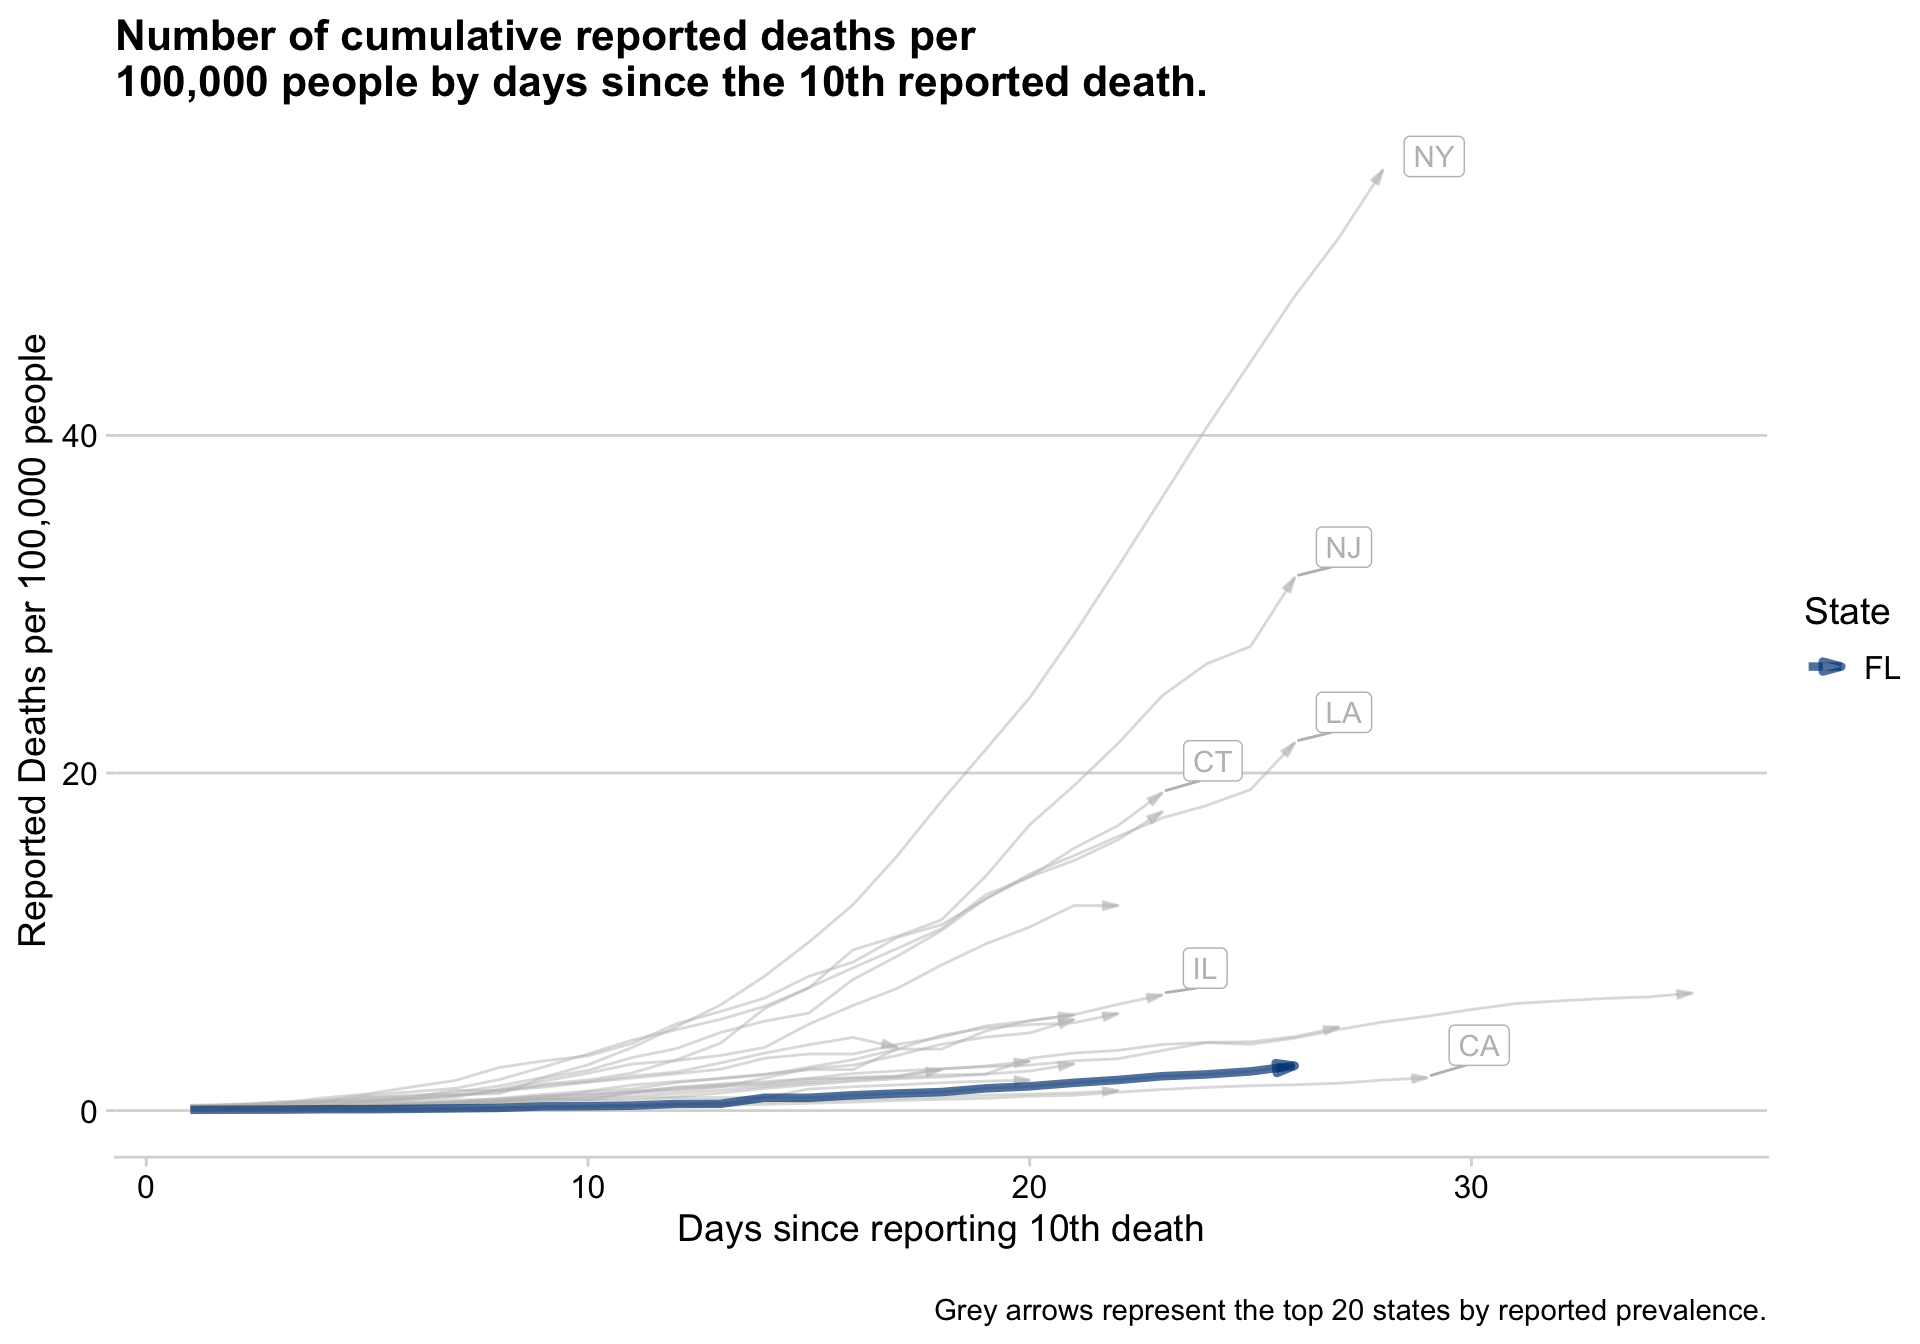 Number of cumulative reported deaths per
100,000 people by days since the 10th reported death.
NY
40
NJ
LA
CT
20
IL
CA
0
Reported Deaths per 100,000 people
State
FL
0 10 20 30
Days since reporting 10th death
Grey arrows represent the top 20 states by reported prevalence.